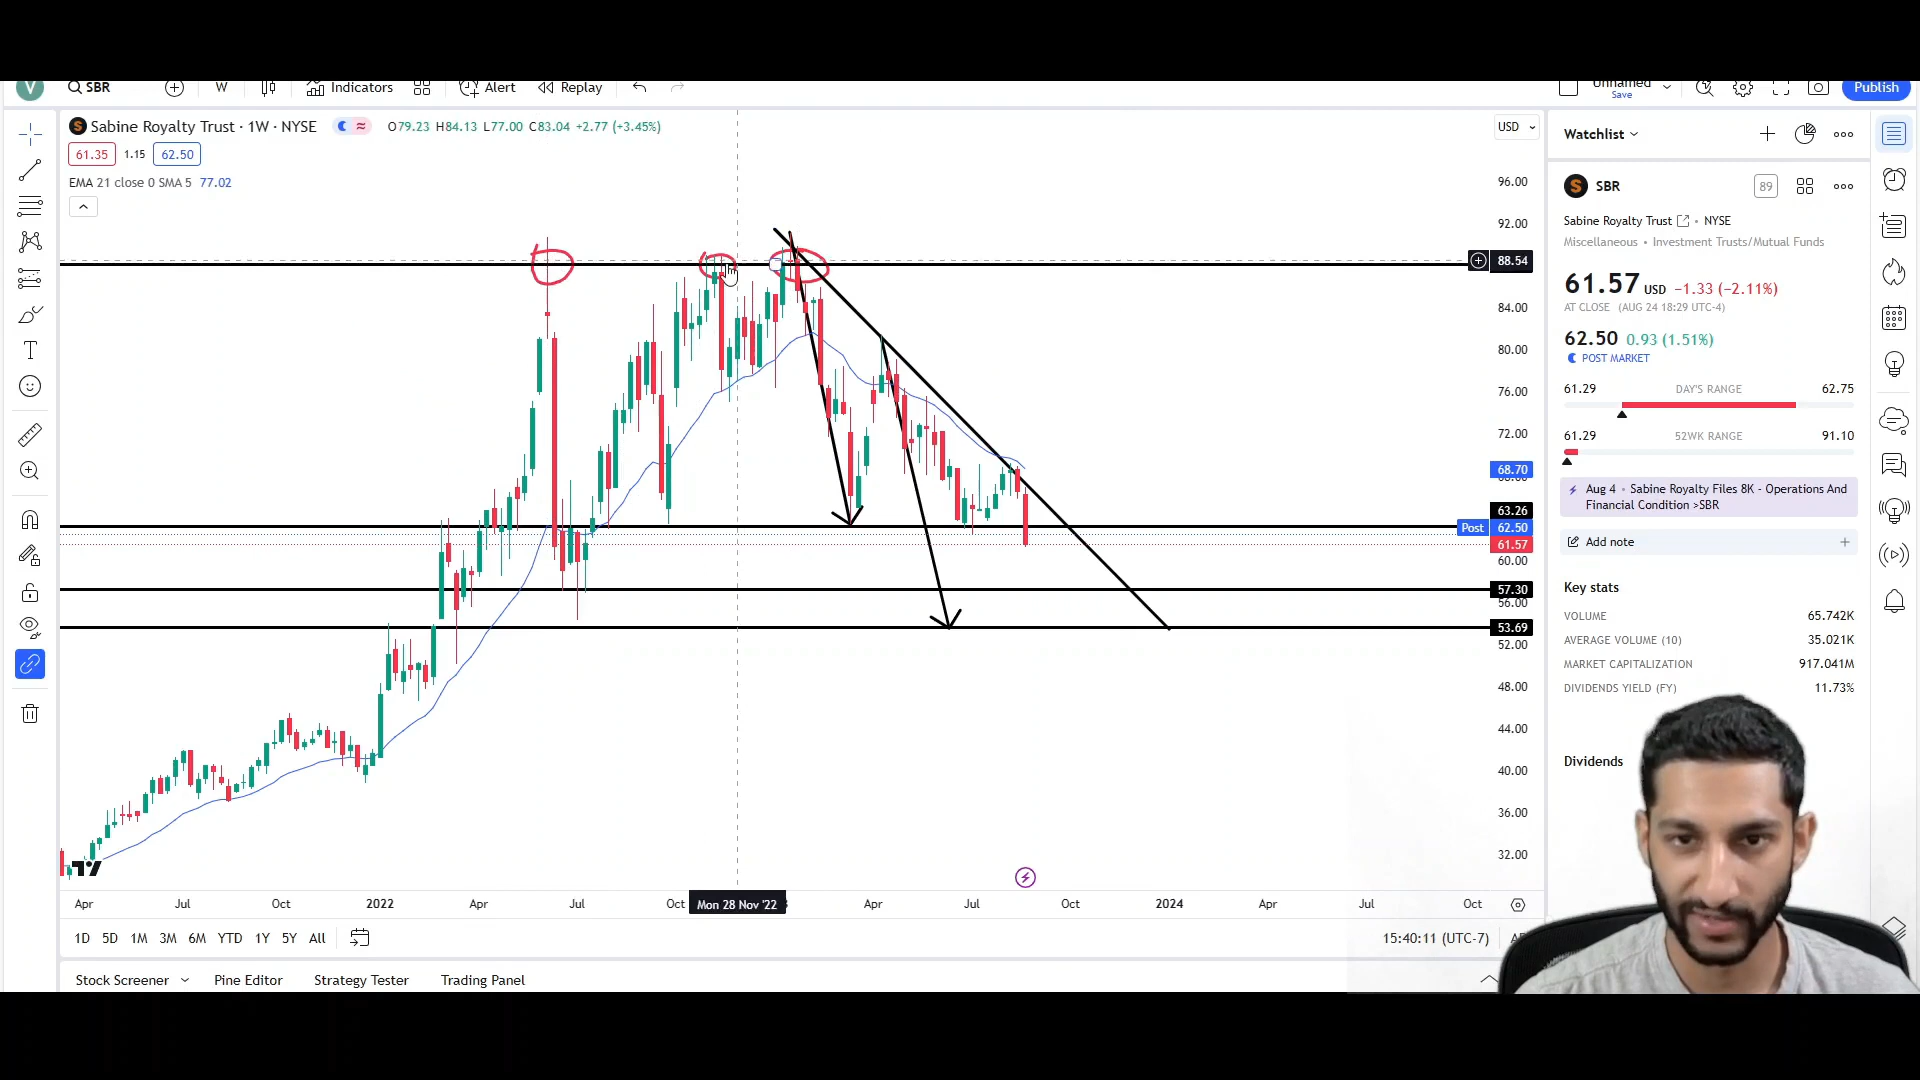 V SBR W Indicators Alert Replay Unnamed Save Publish
Sabine Royalty Trust · 1W · NYSE O79.23 H84.13 L77.00 C83.04 +2.77 (+3.45%)
USD
61.35 1.15 62.50
EMA 21 close 0 SMA 5 77.02
96.00
92.00
88.54
84.00
80.00
76.00
72.00
68.70
63.26
Post 62.50
61.57
60.00
57.30
56.00
53.69
52.00
48.00
44.00
40.00
36.00
32.00
Apr Jul Oct 2022 Apr Jul Oct Mon 28 Nov '22 Apr Jul Oct 2024 Apr Jul Oct
1D 5D 1M 3M 6M YTD 1Y 5Y All 15:40:11 (UTC-7)
Stock Screener Pine Editor Strategy Tester Trading Panel
Watchlist
S SBR 89
Sabine Royalty Trust • NYSE
Miscellaneous • Investment Trusts/Mutual Funds
61.57 USD −1.33 (−2.11%)
AT CLOSE (AUG 24 18:29 UTC-4)
62.50 0.93 (1.51%)
POST MARKET
61.29 DAY'S RANGE 62.75
61.29 52WK RANGE 91.10
Aug 4 • Sabine Royalty Files 8K - Operations And
Financial Condition >SBR
Add note
Key stats
VOLUME 65.742K
AVERAGE VOLUME (10) 35.021K
MARKET CAPITALIZATION 917.041M
DIVIDENDS YIELD (FY) 11.73%
Dividends